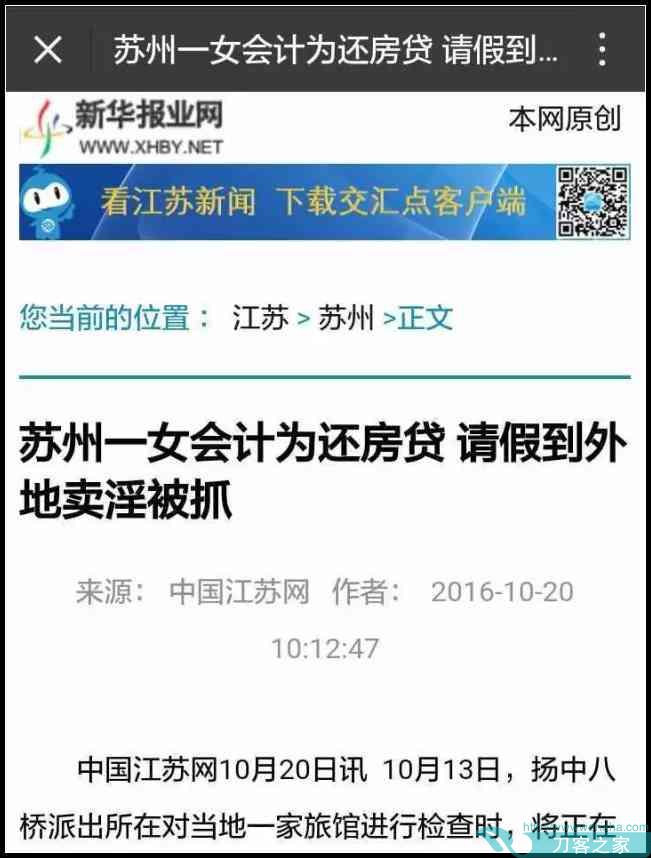 苏州一女会计为还房贷 请假到...
新华报业网
WWW.XHBY.NET
本网原创
看江苏新闻 下载交汇点客户端
您当前的位置： 江苏 > 苏州 >正文
苏州一女会计为还房贷 请假到外
地卖淫被抓
来源： 中国江苏网 作者： 2016-10-20
10:12:47
中国江苏网10月20日讯 10月13日，扬中八
桥派出所在对当地一家旅馆进行检查时，将正在
刀客之家